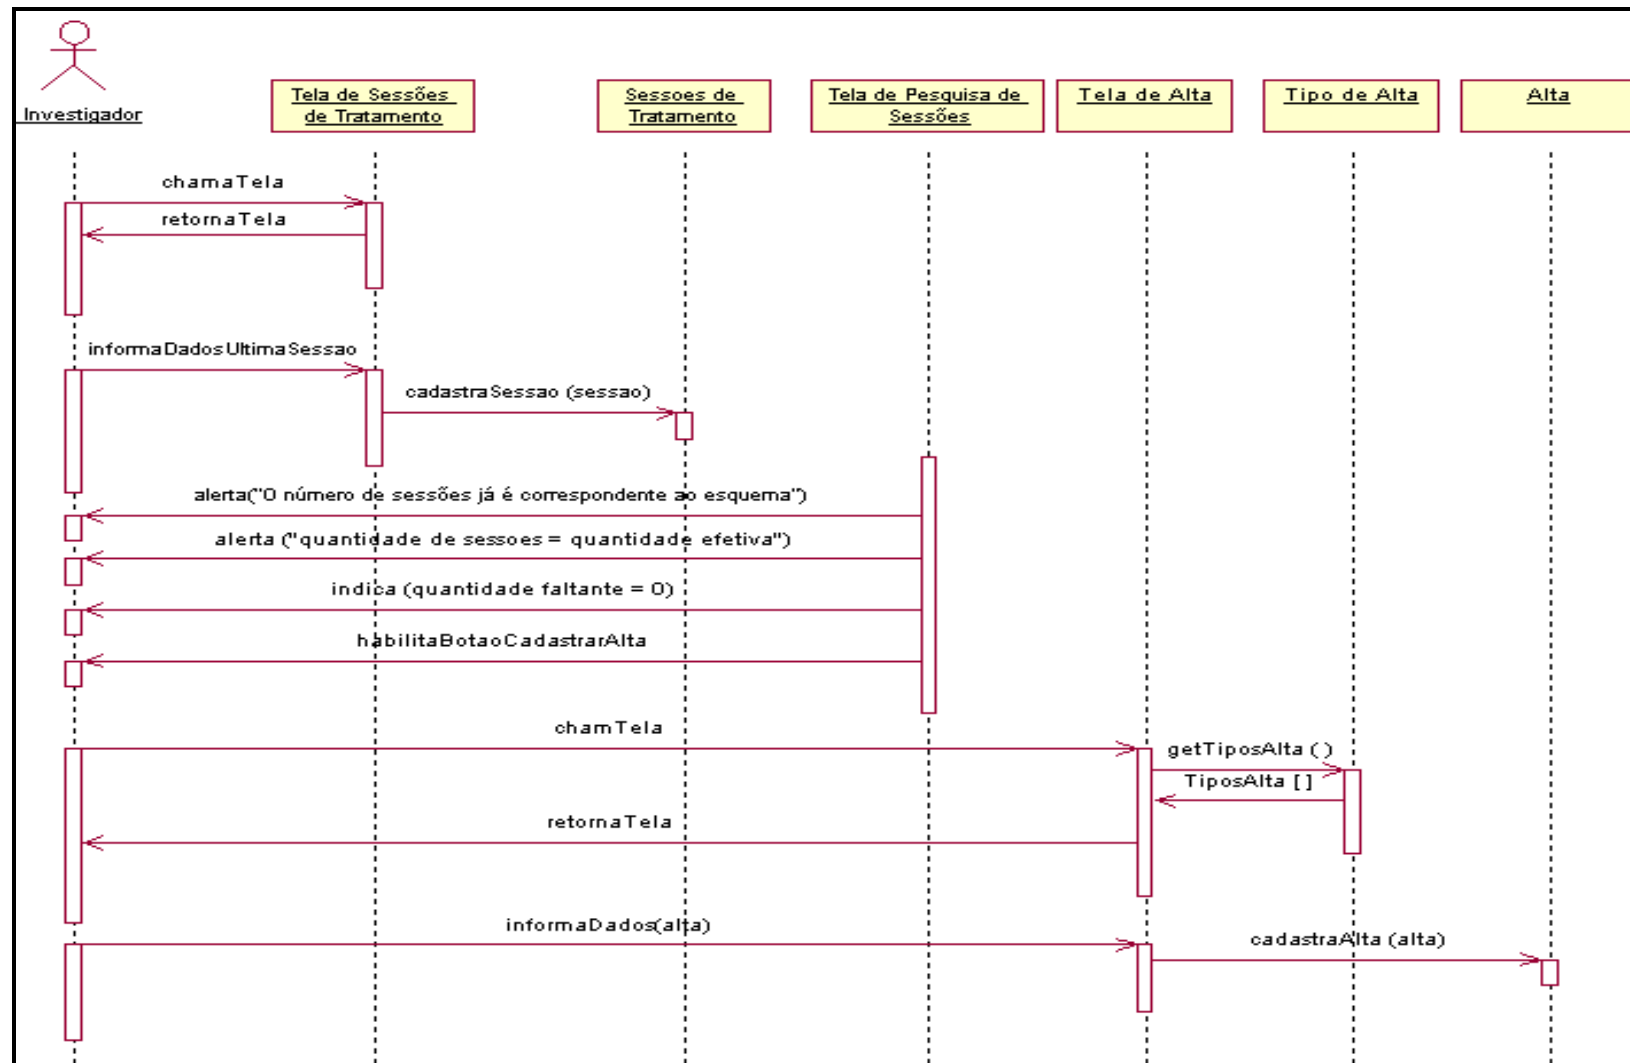 Investigador
Tela de Sessões
de Tratamento
Sessoes de
Tratamento
Tela de Pesquisa de
Sessões
Tela de Alta
Tipo de Alta
Alta
chamaTela
retornaTela
informaDadosUltimaSessao
cadastraSessao (sessao)
alerta("O número de sessões já é correspondente ao esquema")
alerta ("quantidade de sessoes = quantidade efetiva")
indica (quantidade faltante = 0)
habilitaBotaoCadastrarAlta
chamTela
getTiposAlta ( )
TiposAlta [ ]
retornaTela
informaDados(alta)
cadastraAlta (alta)